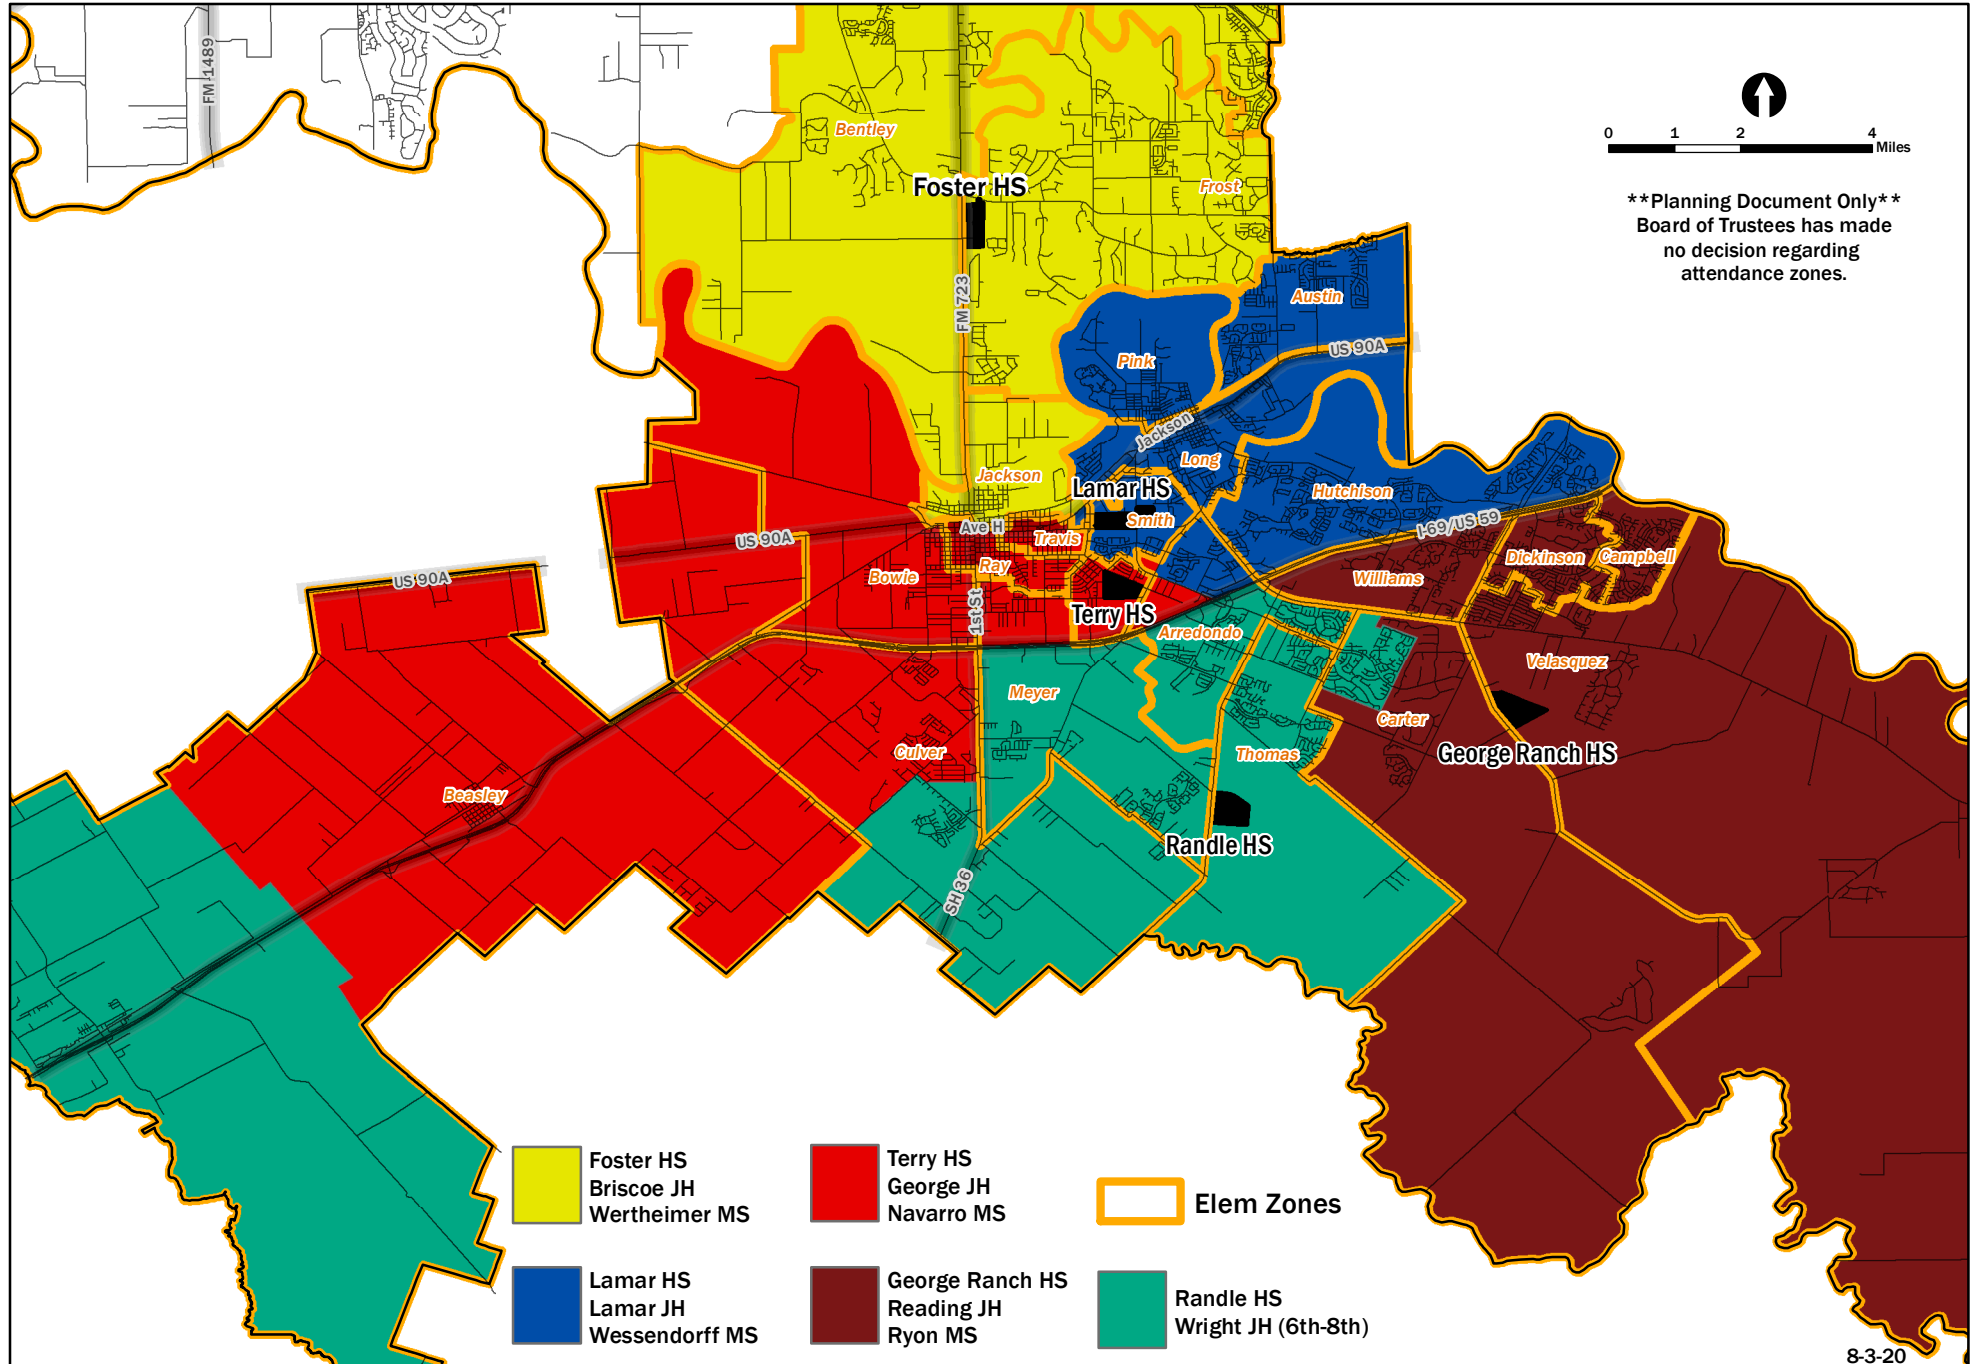 FM 1489
0 1 2 4
Miles
**Planning Document Only**
Board of Trustees has made
no decision regarding
attendance zones.
Bentley
Foster HS
Frost
FM 723
Austin
US 90A
Pink
Jackson
Long
Jackson
Lamar HS
Hutchison
Smith
I-69/US 59
Ave H
Travis
US 90A
Ray
Bowie
Dickinson
Campbell
Williams
US 90A
1st St
Terry HS
Arredondo
Velasquez
Meyer
Carter
Culver
Thomas
George Ranch HS
Beasley
Randle HS
SH 36
Foster HS
Briscoe JH
Wertheimer MS
Terry HS
George JH
Navarro MS
Elem Zones
Lamar HS
Lamar JH
Wessendorff MS
George Ranch HS
Reading JH
Ryon MS
Randle HS
Wright JH (6th-8th)
8-3-20